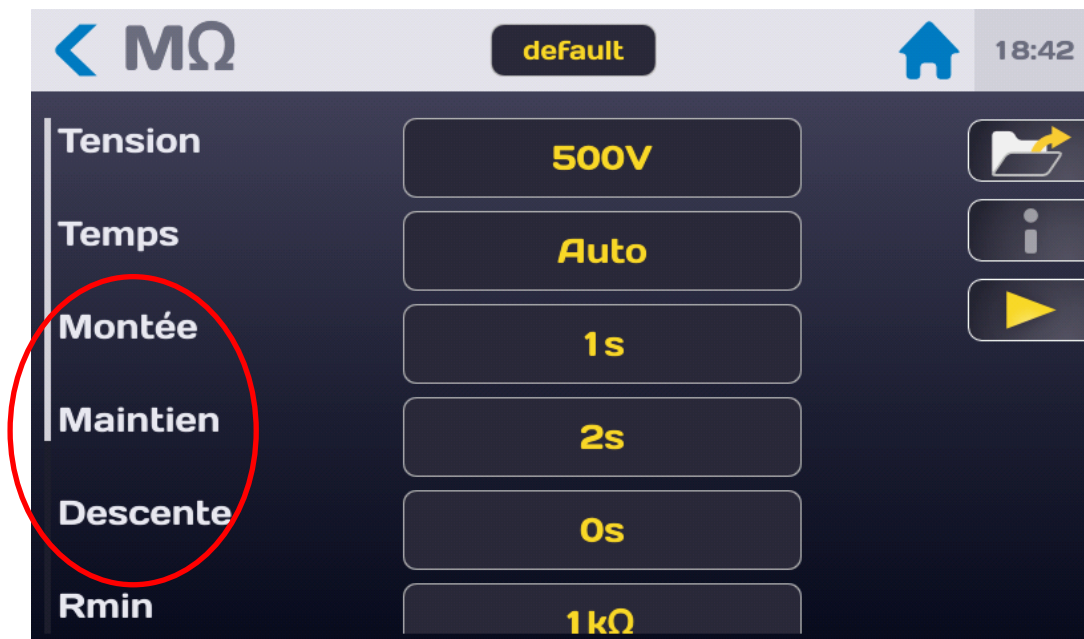 MΩ
default
18:42
Tension
500V
Temps
Auto
Montée
1s
Maintien
2s
Descente
0s
Rmin
1kΩ